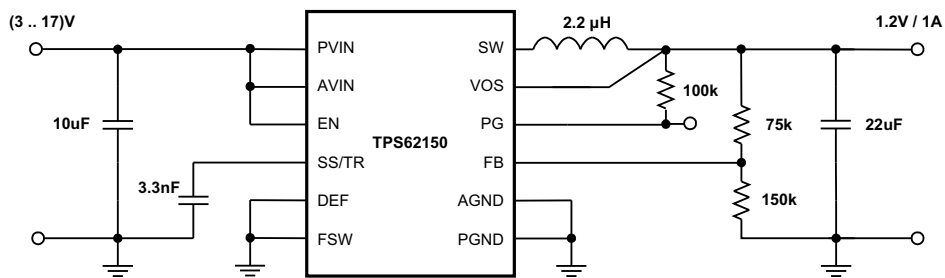 (3 .. 17)V
2.2 µH
1.2V / 1A
PVIN
SW
AVIN
VOS
100k
10uF
EN
PG
TPS62150
75k
22uF
SS/TR
FB
3.3nF
DEF
AGND
150k
FSW
PGND